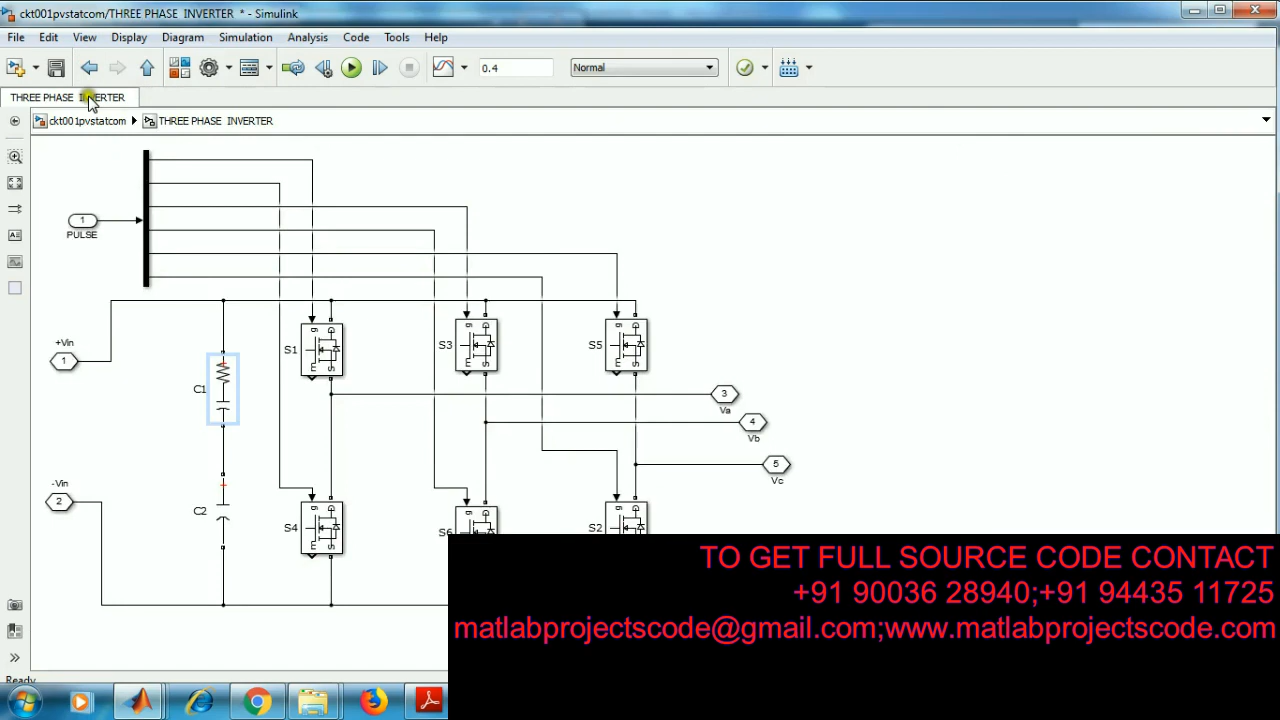 ckt001pvstatcom/THREE PHASE  INVERTER  * - Simulink
File Edit View Display Diagram Simulation Analysis Code Tools Help
0.4 Normal
THREE PHASE  INVERTER
ckt001pvstatcom THREE PHASE  INVERTER
1
PULSE
+Vin
1
-Vin
2
C1
C2
S1
g D
E S
S3
g D
E S
S5
g D
E S
3
Va
4
Vb
5
Vc
S4
g D
E S
S6
g D
S2
g D
TO GET FULL SOURCE CODE CONTACT
+91 90036 28940;+91 94435 11725
matlabprojectscode@gmail.com;www.matlabprojectscode.com
Ready